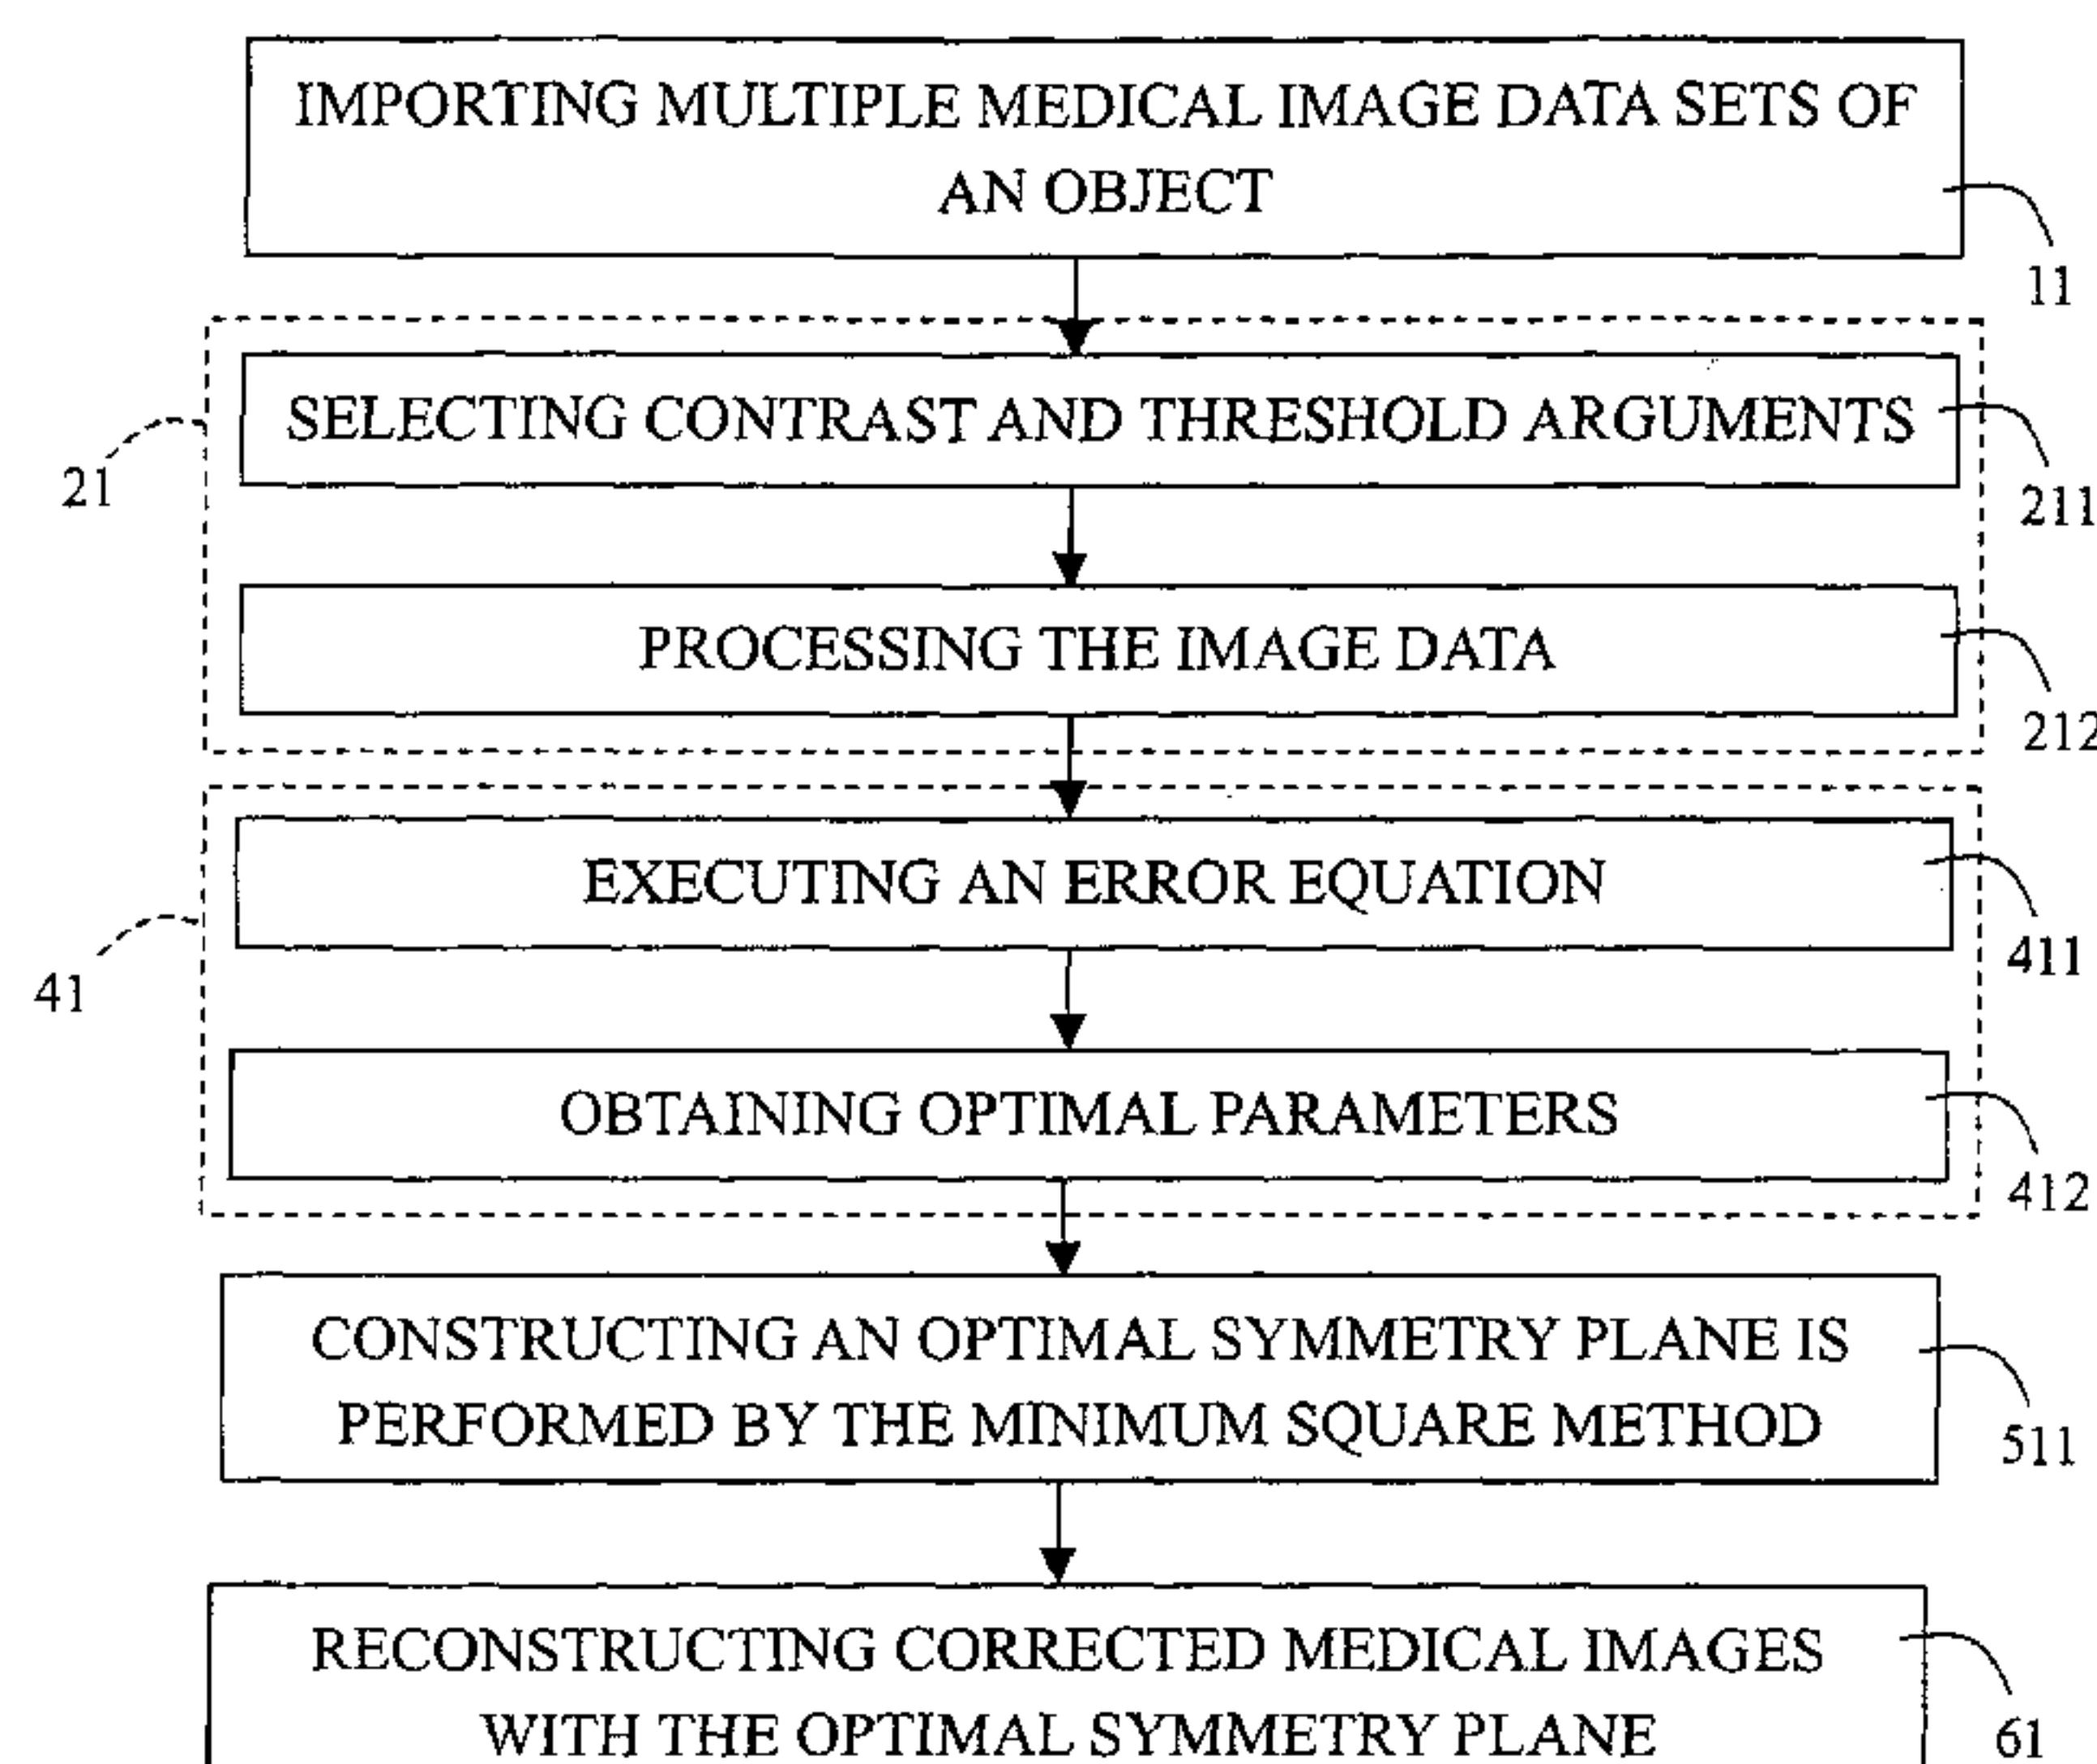 IMPORTING MULTIPLE MEDICAL IMAGE DATA SETS OF
AN OBJECT
11
SELECTING CONTRAST AND THRESHOLD ARGUMENTS
21
211
PROCESSING THE IMAGE DATA
212
EXECUTING AN ERROR EQUATION
411
41
OBTAINING OPTIMAL PARAMETERS
412
CONSTRUCTING AN OPTIMAL SYMMETRY PLANE IS
PERFORMED BY THE MINIMUM SQUARE METHOD
511
RECONSTRUCTING CORRECTED MEDICAL IMAGES
WITH THE OPTIMAL SYMMETRY PLANE
61